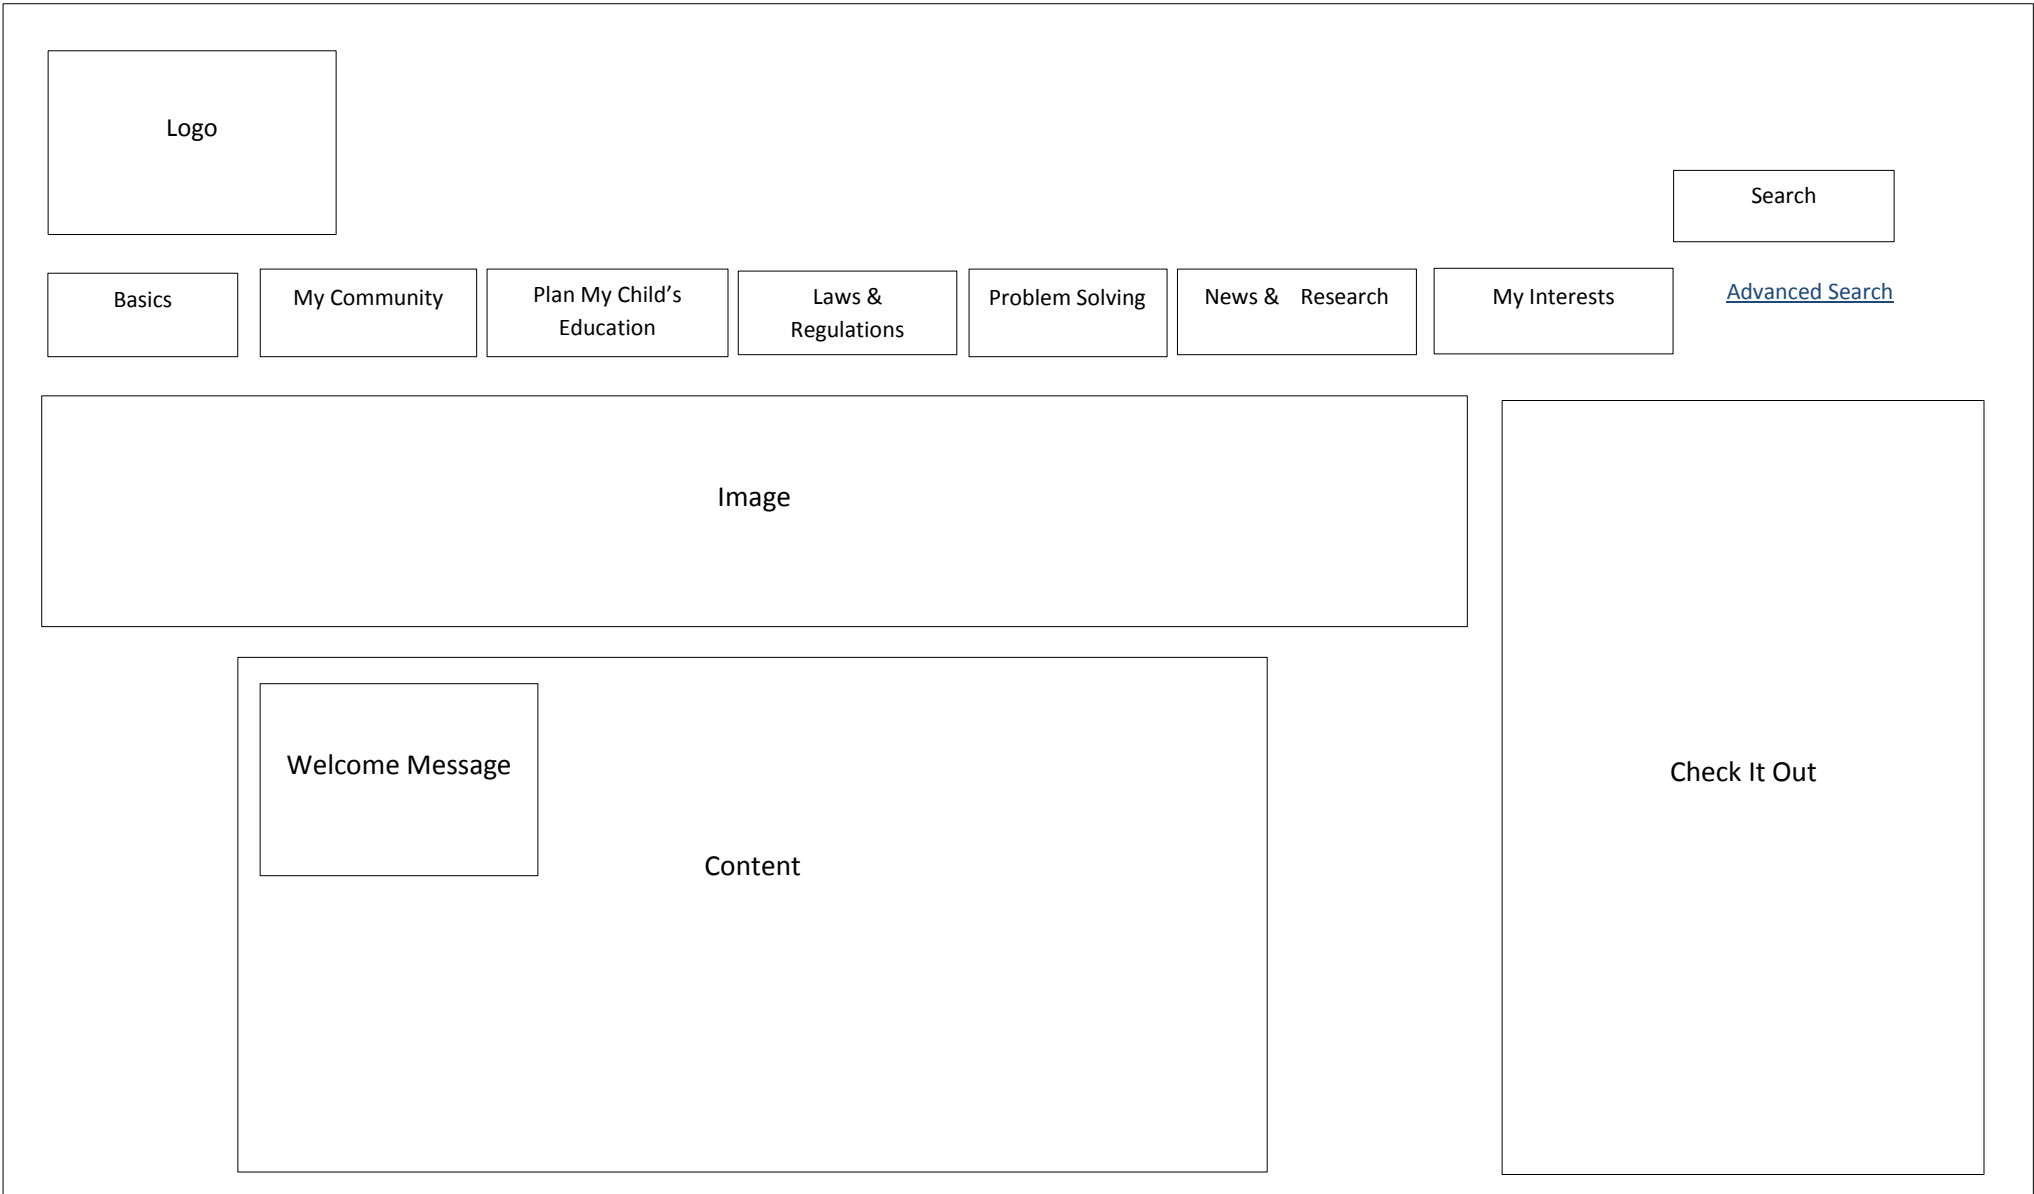 Logo
Search
Basics
My Community
Plan My Child's
Education
Laws &
Regulations
Problem Solving
News & Research
My Interests
Advanced Search
Image
Welcome Message
Content
Check It Out